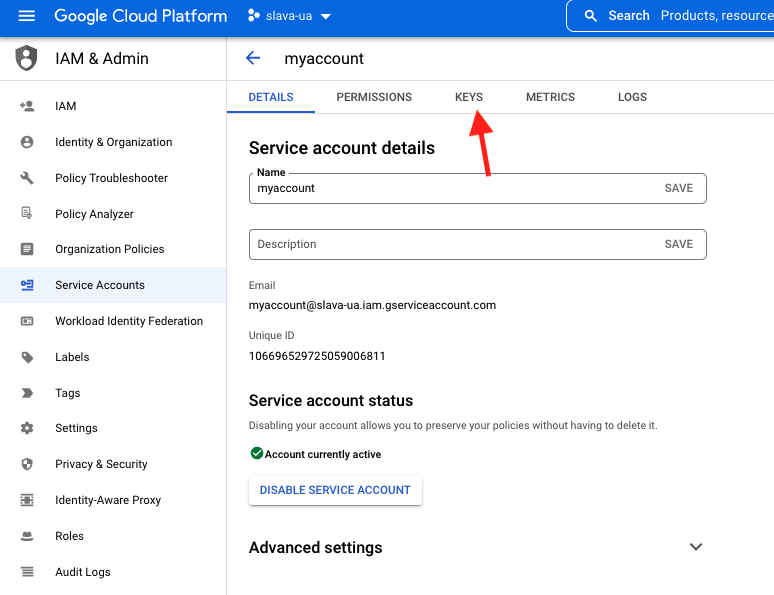 Google Cloud Platform slava-ua Search Products, resource
IAM & Admin
myaccount
IAM
Identity & Organization
Policy Troubleshooter
Policy Analyzer
Organization Policies
Service Accounts
Workload Identity Federation
Labels
Tags
Settings
Privacy & Security
Identity-Aware Proxy
Roles
Audit Logs
DETAILS PERMISSIONS KEYS METRICS LOGS
Service account details
Name
myaccount SAVE
Description SAVE
Email
myaccount@slava-ua.iam.gserviceaccount.com
Unique ID
106696529725059006811
Service account status
Disabling your account allows you to preserve your policies without having to delete it.
Account currently active
DISABLE SERVICE ACCOUNT
Advanced settings